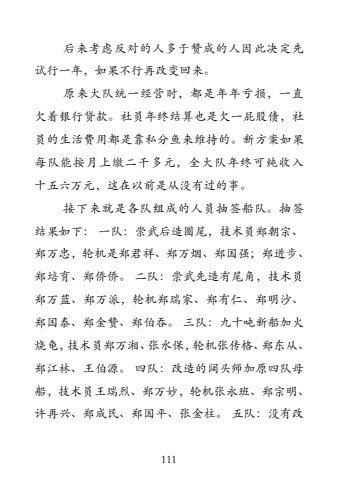 后来考虑反对的人多于赞成的人因此决定先
试行一年，如果不行再改变回来。
原来大队统一经营时，都是年年亏损，一直
欠着银行贷款。社员年终结算也是欠一屁股债，社
员的生活费用都是靠私分鱼来维持的。新方案如果
每队能按月上缴二千多元，全大队年终可纯收入
十五六万元，这在以前是从没有过的事。
接下来就是各队组成的人员抽签船队。抽签
结果如下： 一队：崇武后造圆尾，技术员郑朝宗、
郑万忠，轮机是郑君祥、郑万烟、郑国强；郑进步、
郑培育、郑侨侨。 二队：崇武先造有尾角，技术员
郑万蓝、郑万派，轮机郑瑞家、郑有仁、郑明沙、
郑国泰、郑金赞、郑伯吞。 三队：九十吨新船加火
烧龟，技术员郑万湘、张水保，轮机张传格、郑东从、
郑江林、王伯源。 四队：改造的阔头师加原四队母
船，技术员王瑞烈、郑万妙，轮机张永班、郑宗明、
许再兴、郑成民、郑国平、张金柱。 五队：没有改
111